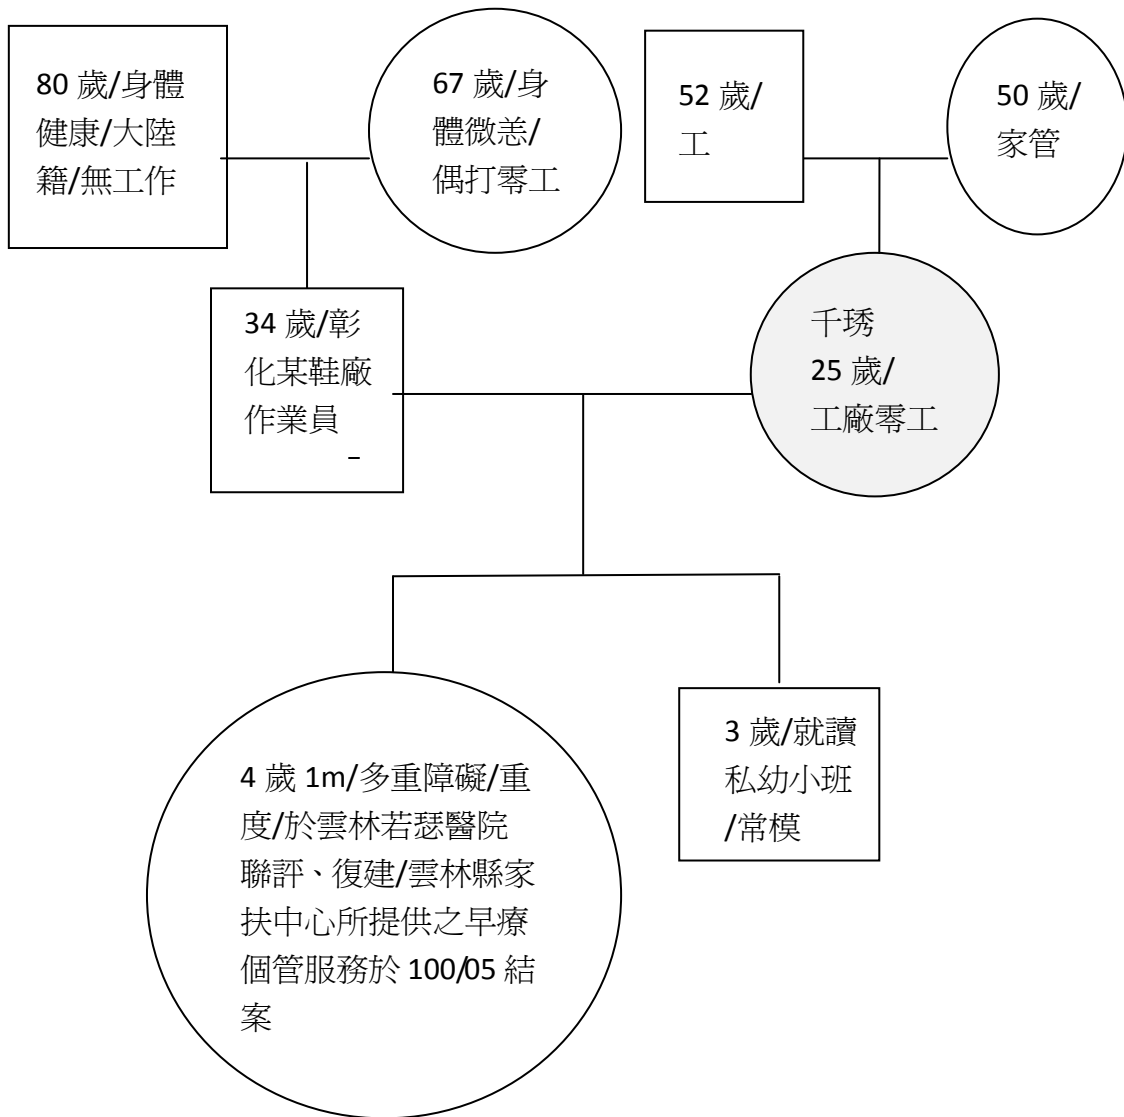 80 歲/身體
健康/大陸
籍/無工作
67 歲/身
體微恙/
偶打零工
52 歲/
工
50 歲/
家管
34 歲/彰
化某鞋廠
作業員
千琇
25 歲/
工廠零工
4 歲 1m/多重障礙/重
度/於雲林若瑟醫院
聯評、復建/雲林縣家
扶中心所提供之早療
個管服務於 100/05 結
案
3 歲/就讀
私幼小班
/常模